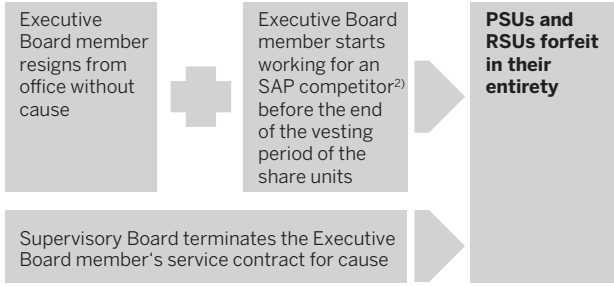 Executive
Board member
resigns from
office without
cause
Executive Board
member starts
working for an
SAP competitor2)
before the end
of the vesting
period of the
share units
PSUs and
RSUs forfeit
in their
entirety
Supervisory Board terminates the Executive
Board member‘s service contract for cause